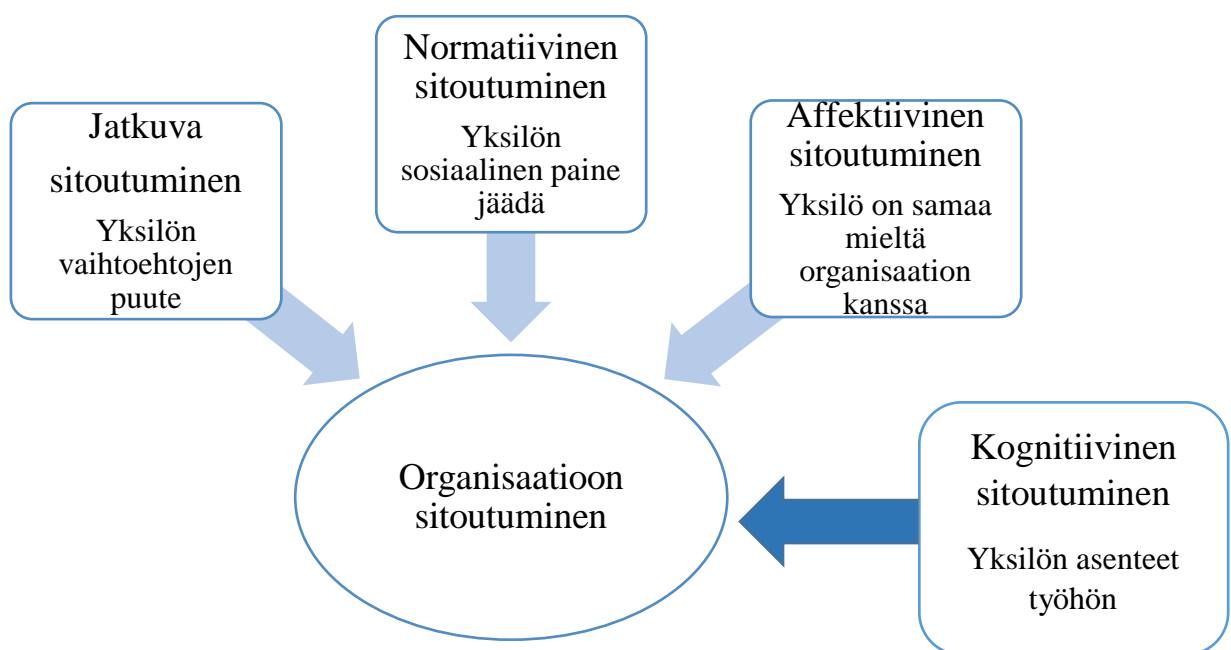 Jatkuva
sitoutuminen
Yksilön
vaihtoehtojen
puute
Normatiivinen
sitoutuminen
Yksilön
sosiaalinen paine
jäädä
Affektiivinen
sitoutuminen
Yksilö on samaa
mieltä
organisaation
kanssa
Organisaatioon
sitoutuminen
Kognitiivinen
sitoutuminen
Yksilön asenteet
työhön